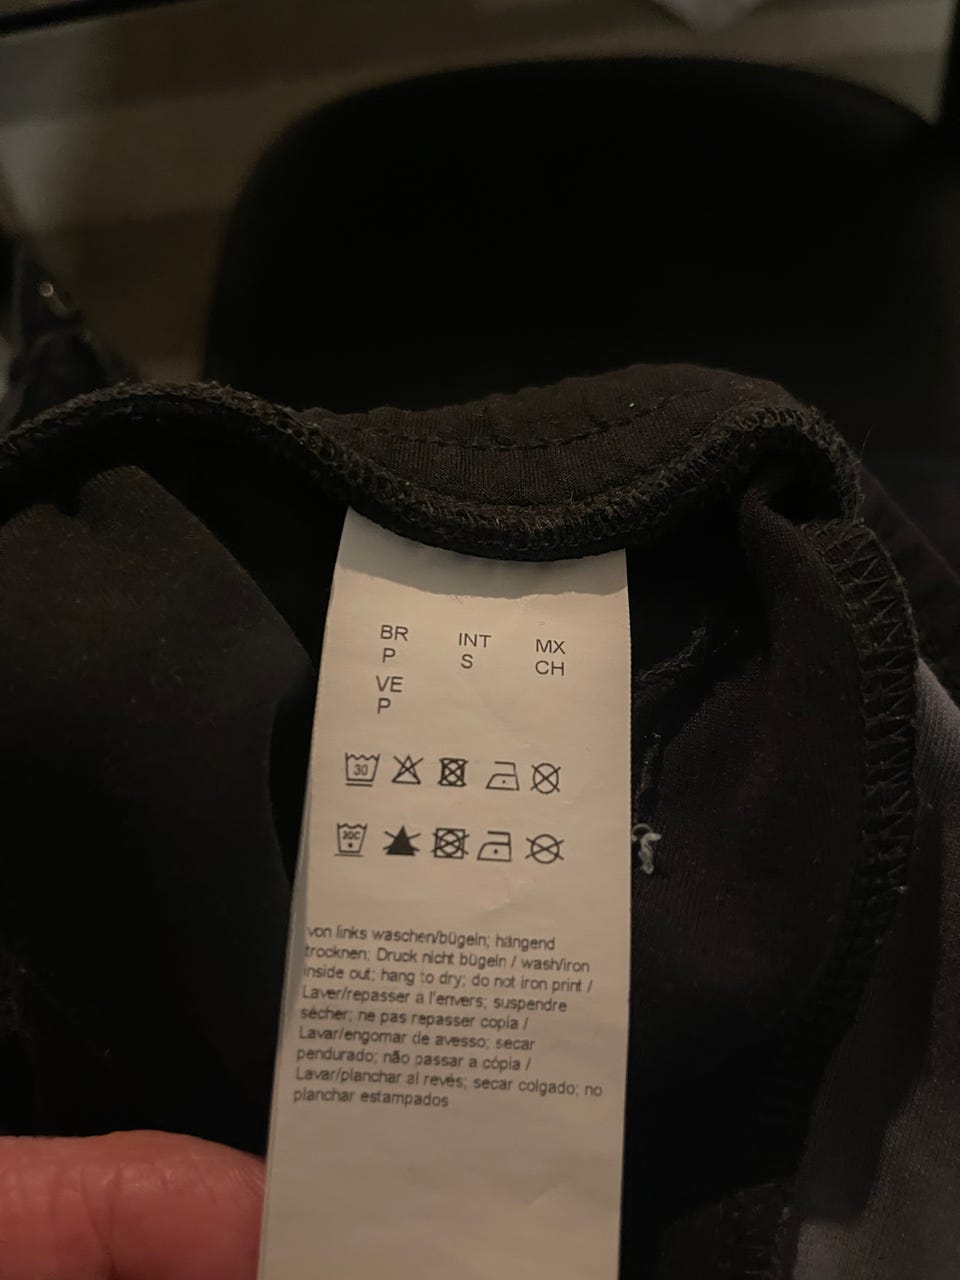 BR INT MX
P S CH
VE
P
30
30C
von links waschen/bügeln; hängend
trocknen; Druck nicht bügeln / wash/iron
inside out; hang to dry; do not iron print /
Laver/repasser à l'envers; suspendre
sécher; ne pas repasser copia /
Lavar/engomar de avesso; secar
pendurado; não passar a cópia /
Lavar/planchar al revés; secar colgado; no
planchar estampados